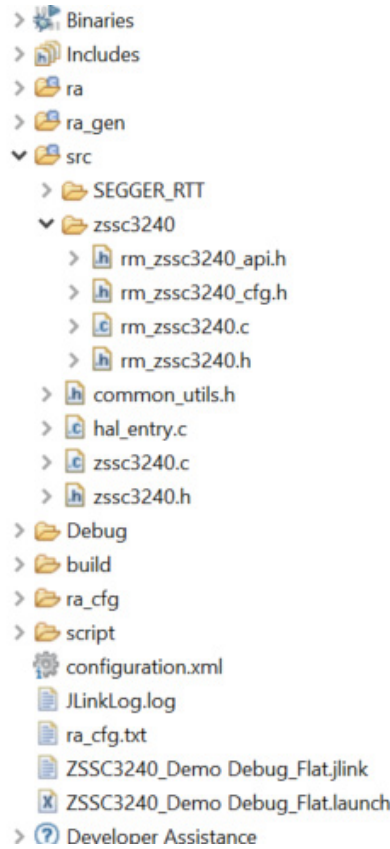 Binaries
Includes
ra
ra_gen
src
SEGGER_RTT
zssc3240
rm_zssc3240_api.h
rm_zssc3240_cfg.h
rm_zssc3240.c
rm_zssc3240.h
common_utils.h
hal_entry.c
zssc3240.c
zssc3240.h
Debug
build
ra_cfg
script
configuration.xml
JLinkLog.log
ra_cfg.txt
ZSSC3240_Demo Debug_Flat.jlink
ZSSC3240_Demo Debug_Flat.launch
Developer Assistance